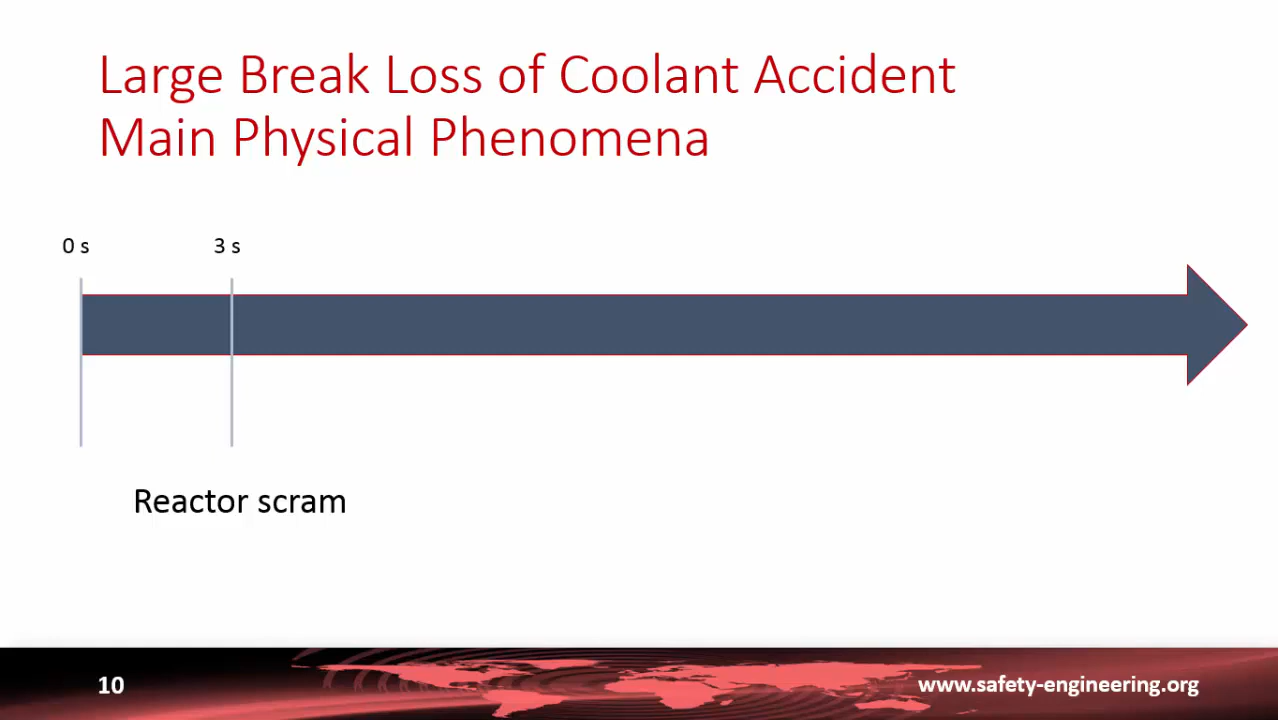 Large Break Loss of Coolant Accident
Main Physical Phenomena
0 s
3 s
Reactor scram
10
www.safety-engineering.org